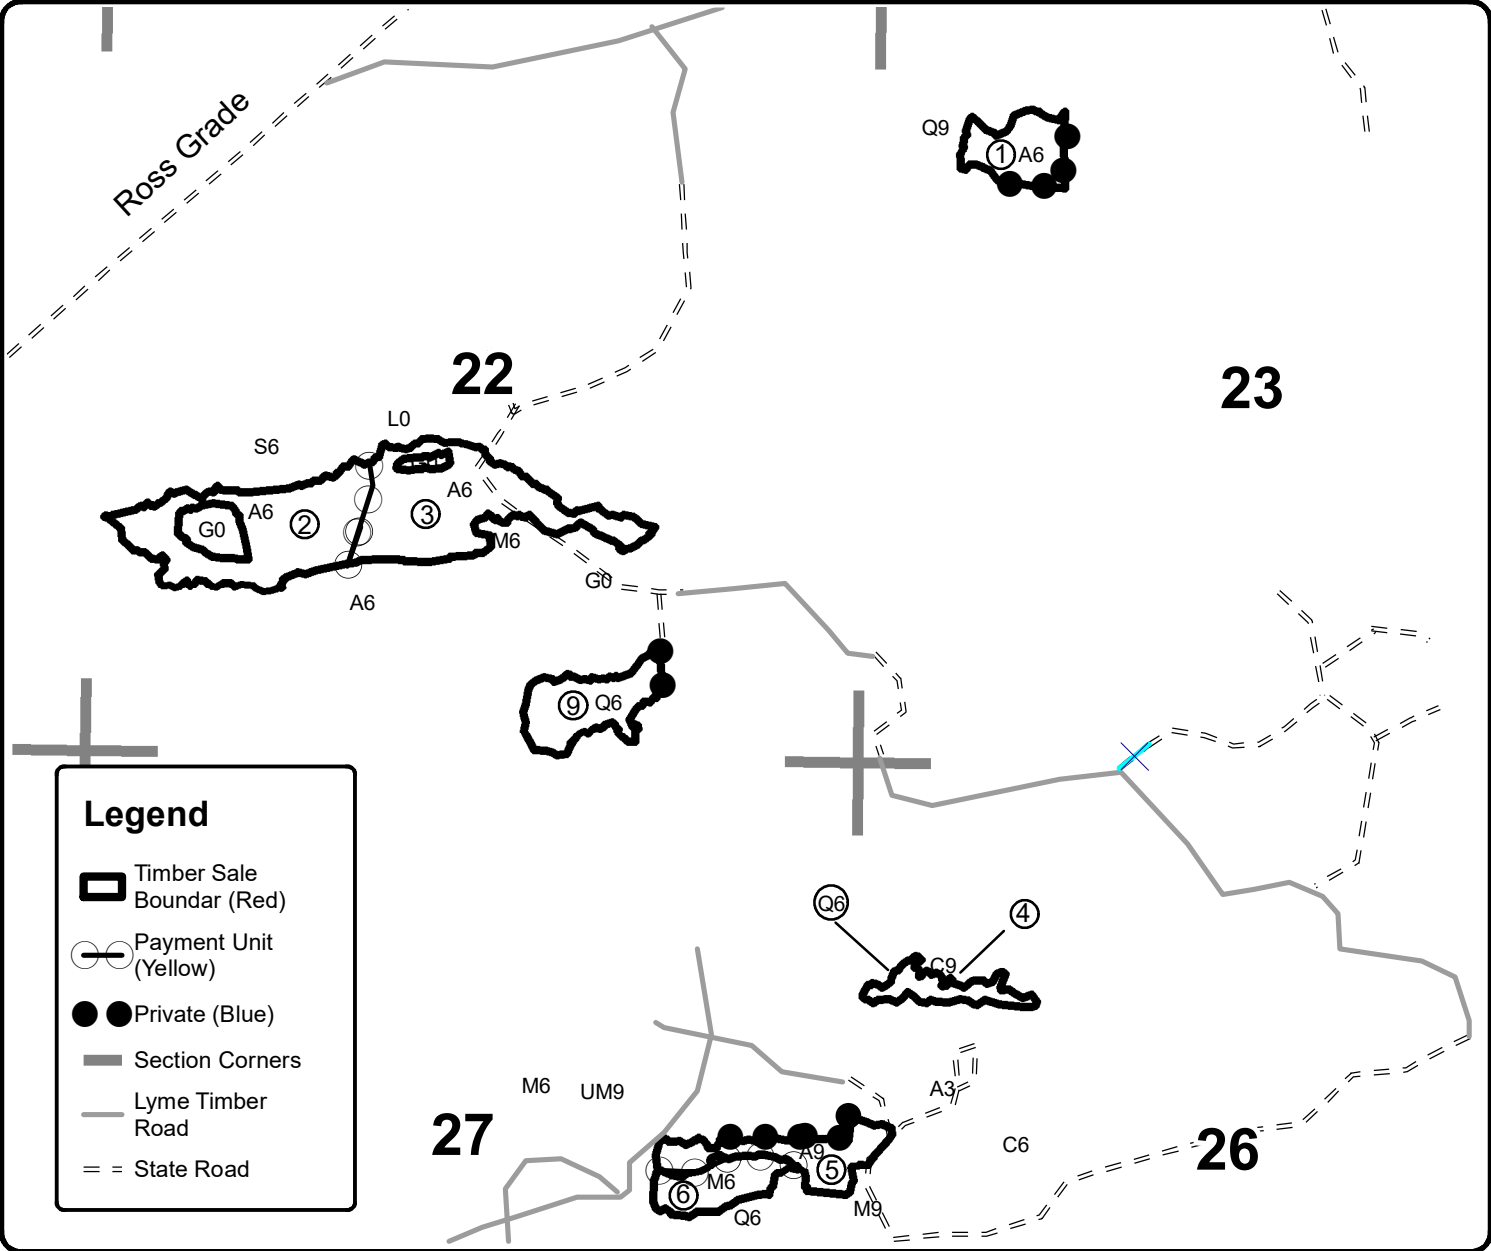 Ross Grade
Q9
1
A6
22
23
L0
S6
A6
G0
A6
2
3
M6
G0
A6
9
Q6
Legend
Timber Sale
Boundar (Red)
Payment Unit
(Yellow)
Private (Blue)
Section Corners
Lyme Timber
Road
State Road
Q6
4
C9
M6
UM9
A3
27
C6
26
A9
5
M6
6
Q6
M9